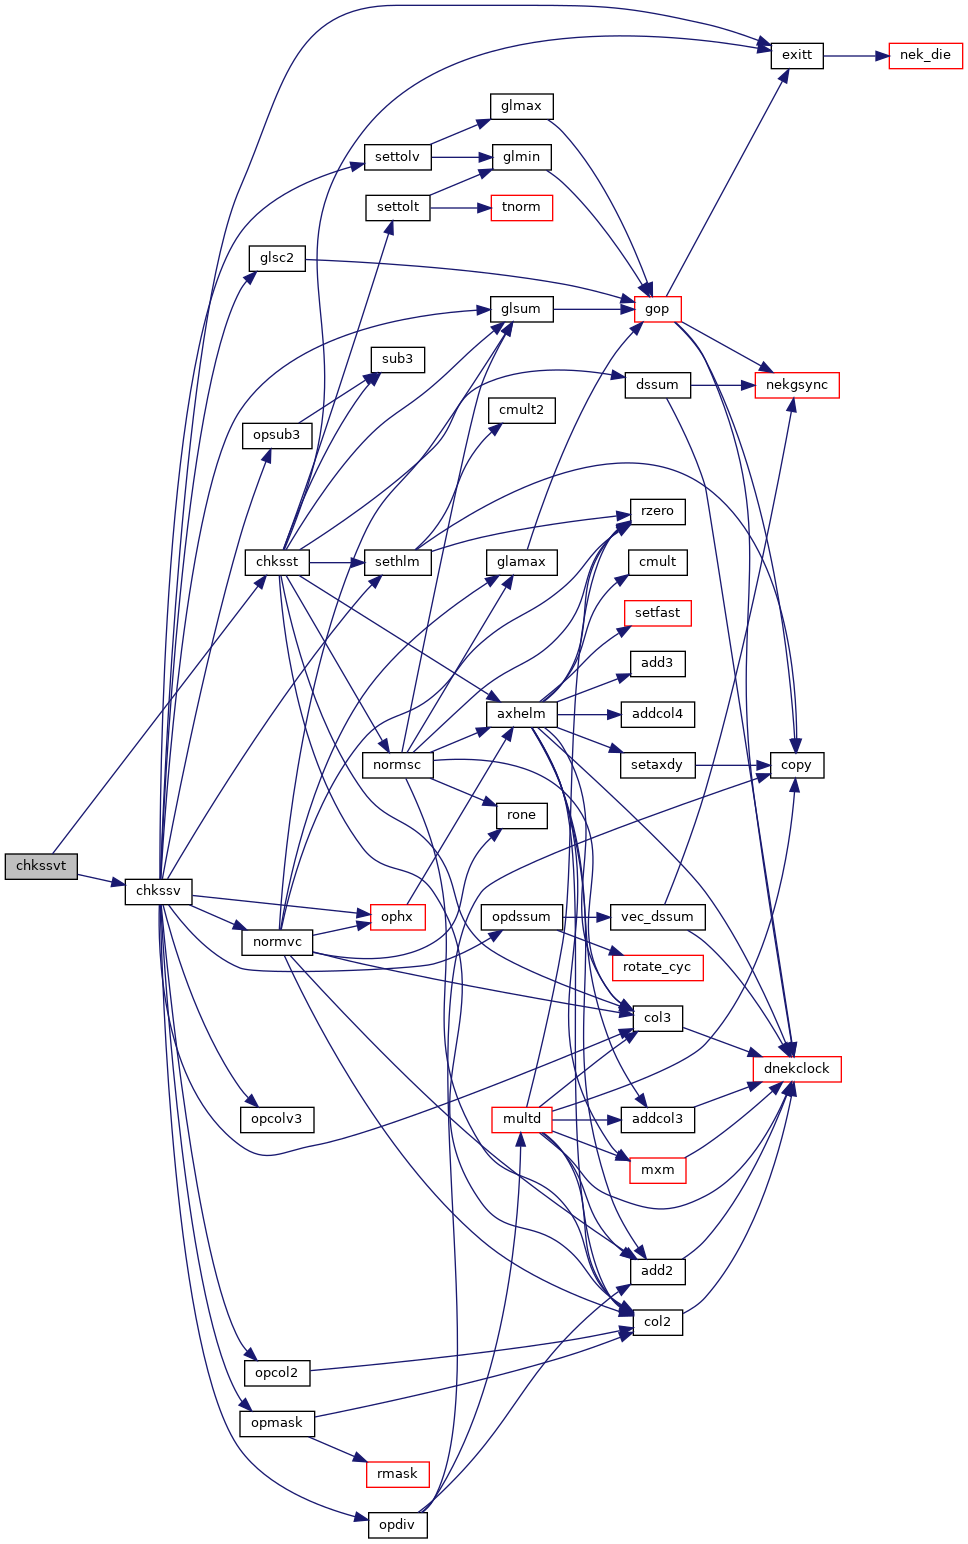 exitt
nek_die
glmax
settolv
glmin
settolt
tnorm
glsc2
glsum
gop
sub3
dssum
nekgsync
cmult2
opsub3
rzero
chksst
sethlm
glamax
cmult
setfast
add3
axhelm
addcol4
normsc
setaxdy
copy
rone
chkssvt
chkssv
ophx
opdssum
vec_dssum
normvc
rotate_cyc
col3
dnekclock
opcolv3
multd
addcol3
mxm
add2
col2
opcol2
opmask
rmask
opdiv